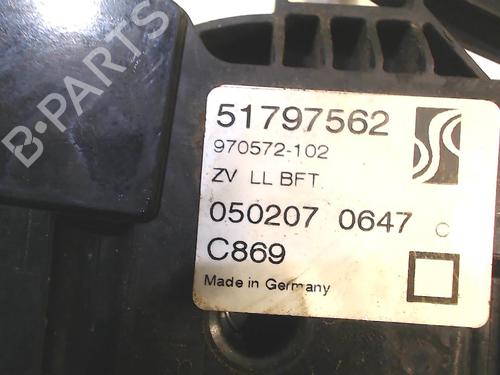 B-PARTS
51797562
970572-102
ZV LL BFT
050207 0647 C
C869
Made in Germany